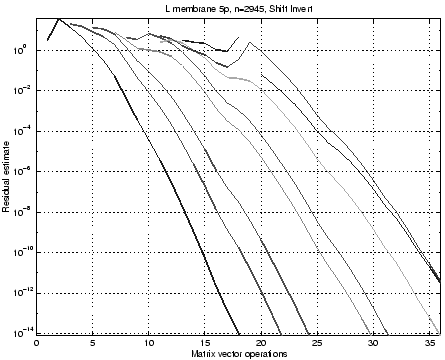 L membrane 5p, n=2945, Shift Invert
Residual estimate
10^0
10^-2
10^-4
10^-6
10^-8
10^-10
10^-12
10^-14
0 5 10 15 20 25 30 35
Matrix vector operations